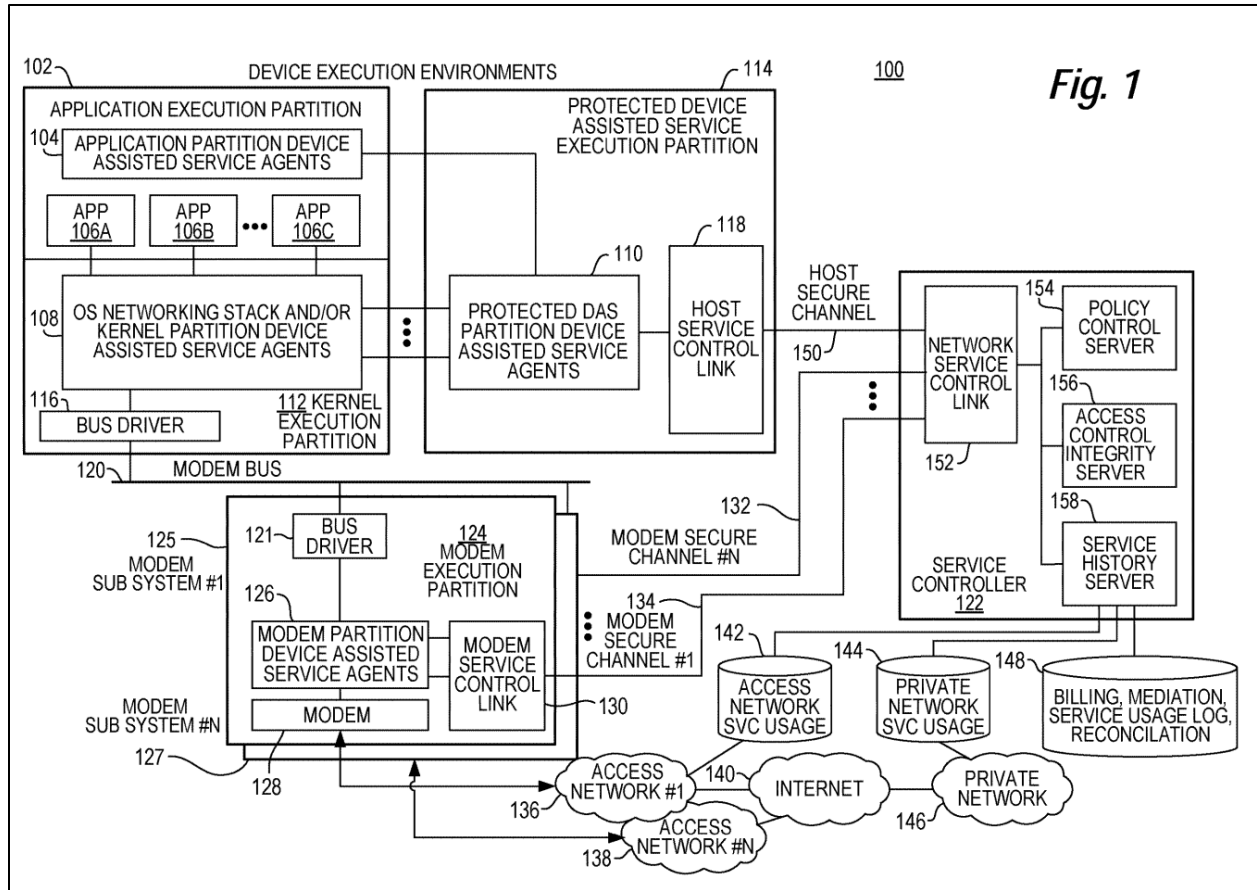 102
DEVICE EXECUTION ENVIRONMENTS
114
100
Fig. 1
APPLICATION EXECUTION PARTITION
104
APPLICATION PARTITION DEVICE
ASSISTED SERVICE AGENTS
APP
106A
APP
106B
APP
106C
108
OS NETWORKING STACK AND/OR
KERNEL PARTITION DEVICE
ASSISTED SERVICE AGENTS
116
BUS DRIVER
112 KERNEL
EXECUTION
PARTITION
PROTECTED DEVICE
ASSISTED SERVICE
EXECUTION PARTITION
110
PROTECTED DAS
PARTITION DEVICE
ASSISTED SERVICE
AGENTS
118
HOST
SERVICE
CONTROL
LINK
HOST
SECURE
CHANNEL
150
NETWORK
SERVICE
CONTROL
LINK
152
154
POLICY
CONTROL
SERVER
156
ACCESS
CONTROL
INTEGRITY
SERVER
158
SERVICE
HISTORY
SERVER
SERVICE
CONTROLLER
122
120
MODEM BUS
125
MODEM
SUB SYSTEM #1
121
BUS
DRIVER
124
MODEM
EXECUTION
PARTITION
132
MODEM SECURE
CHANNEL #N
126
MODEM PARTITION
DEVICE ASSISTED
SERVICE AGENTS
MODEM
SERVICE
CONTROL
LINK
130
134
MODEM
SECURE
CHANNEL #1
MODEM
SUB SYSTEM #N
MODEM
127
128
142
ACCESS
NETWORK
SVC USAGE
144
PRIVATE
NETWORK
SVC USAGE
148
BILLING, MEDIATION,
SERVICE USAGE LOG,
RECONCILATION
ACCESS
NETWORK #1
136
140
INTERNET
PRIVATE
NETWORK
146
ACCESS
NETWORK #N
138